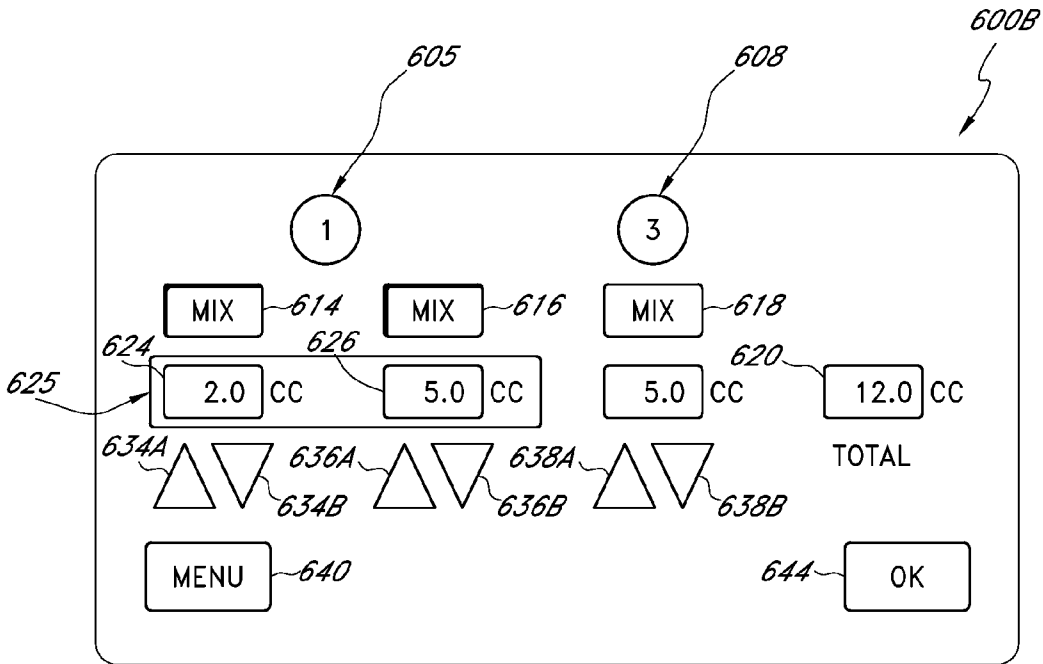 600B
605 608
1 3
MIX 614 MIX 616 MIX 618
624 626 620
625 2.0 CC 5.0 CC 5.0 CC 12.0 CC
634A 636A 638A TOTAL
634B 636B 638B
MENU 640 644 OK